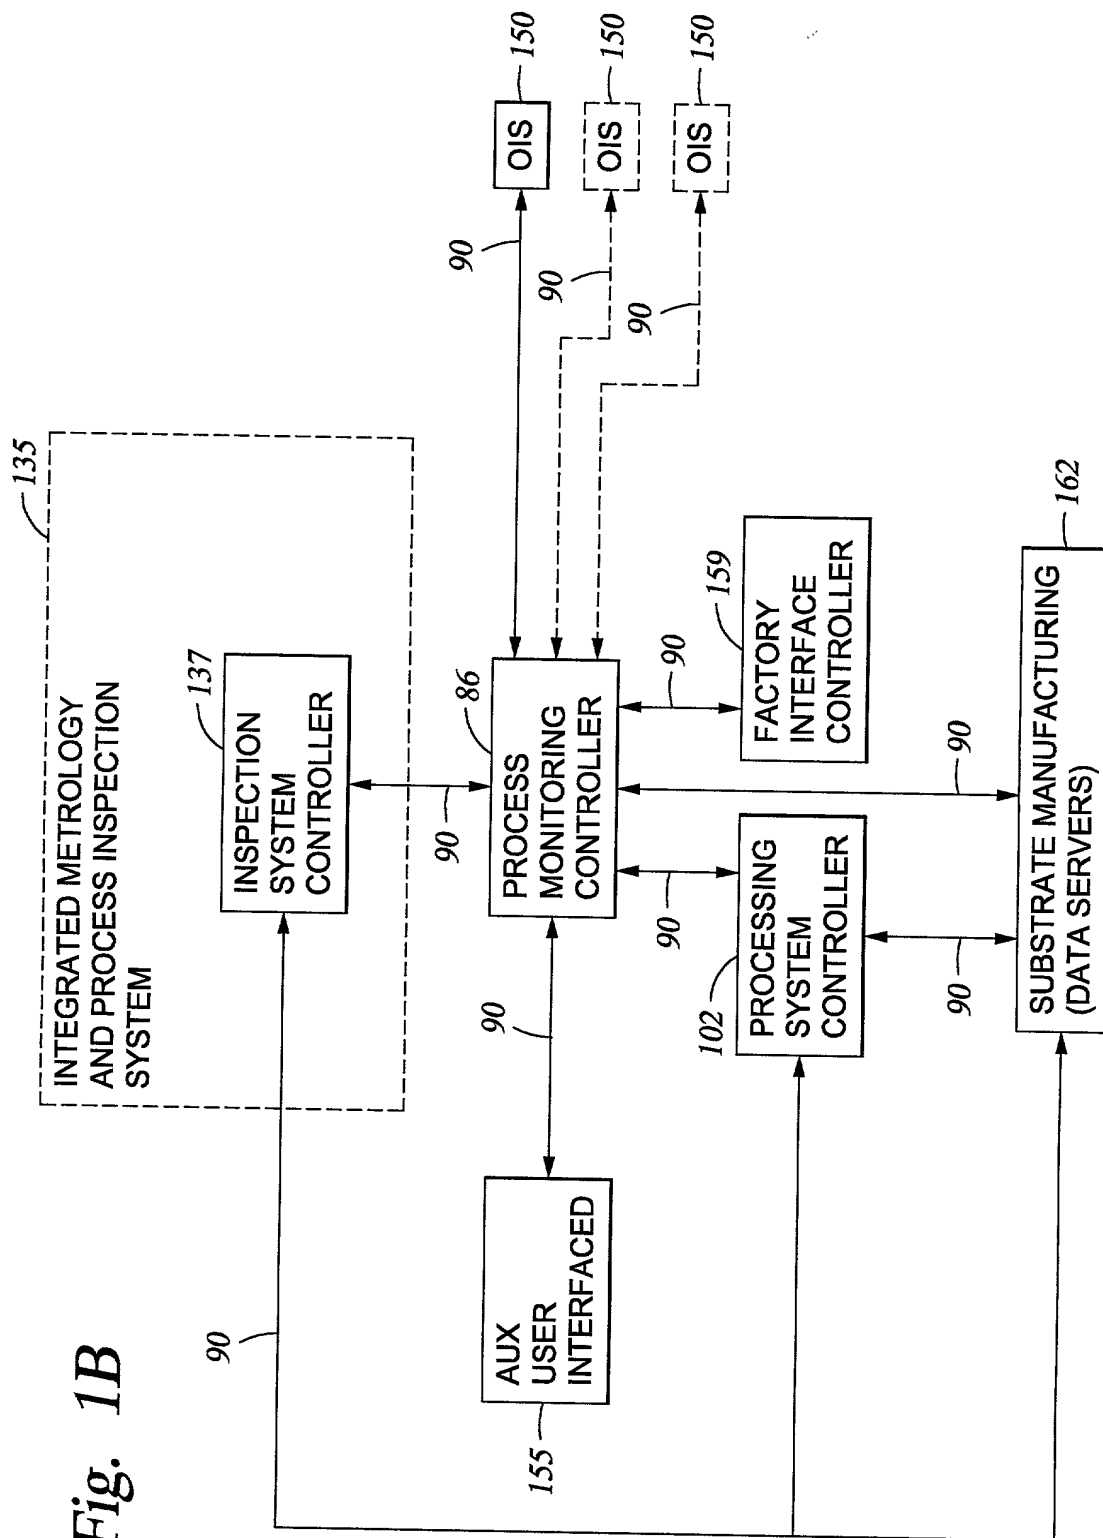 Fig. 1B
135
INTEGRATED METROLOGY
AND PROCESS INSPECTION
SYSTEM
137
INSPECTION
SYSTEM
CONTROLLER
90
90
86
PROCESS
MONITORING
CONTROLLER
90
90
90
OIS
150
OIS
150
OIS
150
AUX
USER
INTERFACED
155
90
90
90
90
102
PROCESSING
SYSTEM
CONTROLLER
159
FACTORY
INTERFACE
CONTROLLER
90
162
SUBSTRATE MANUFACTURING
(DATA SERVERS)